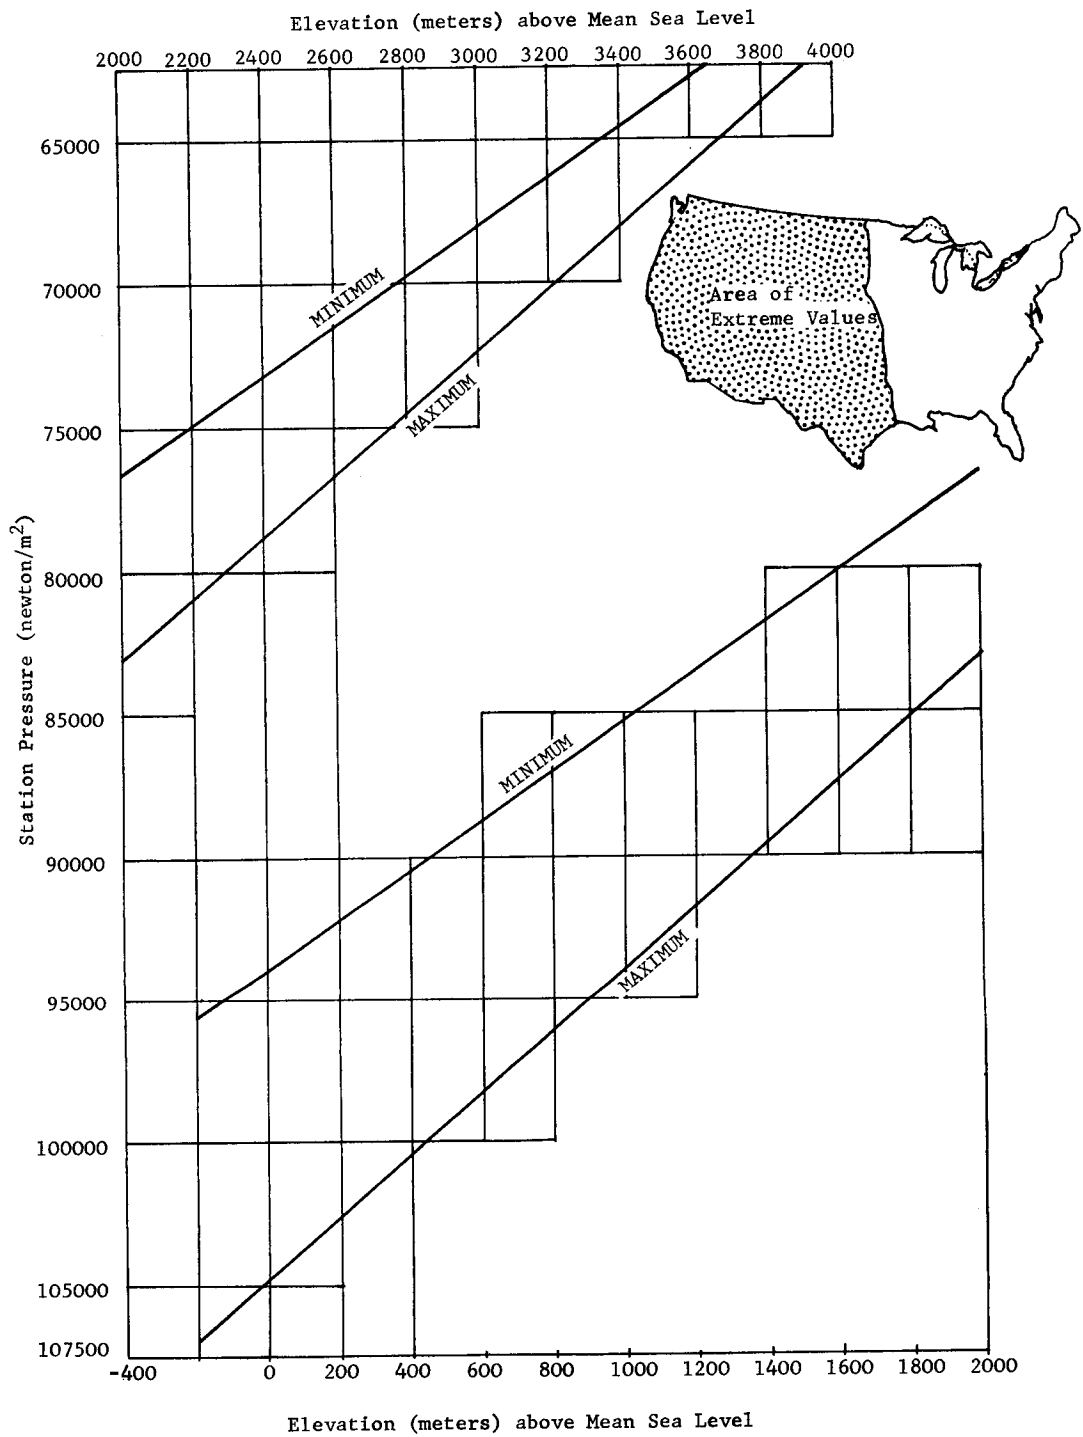 Elevation (meters) above Mean Sea Level
2000 2200 2400 2600 2800 3000 3200 3400 3600 3800 4000
65000
70000
75000
80000
85000
90000
95000
100000
105000
107500
Station Pressure (newton/m²)
MINIMUM
MAXIMUM
Area of
Extreme Values
MINIMUM
MAXIMUM
-400 0 200 400 600 800 1000 1200 1400 1600 1800 2000
Elevation (meters) above Mean Sea Level